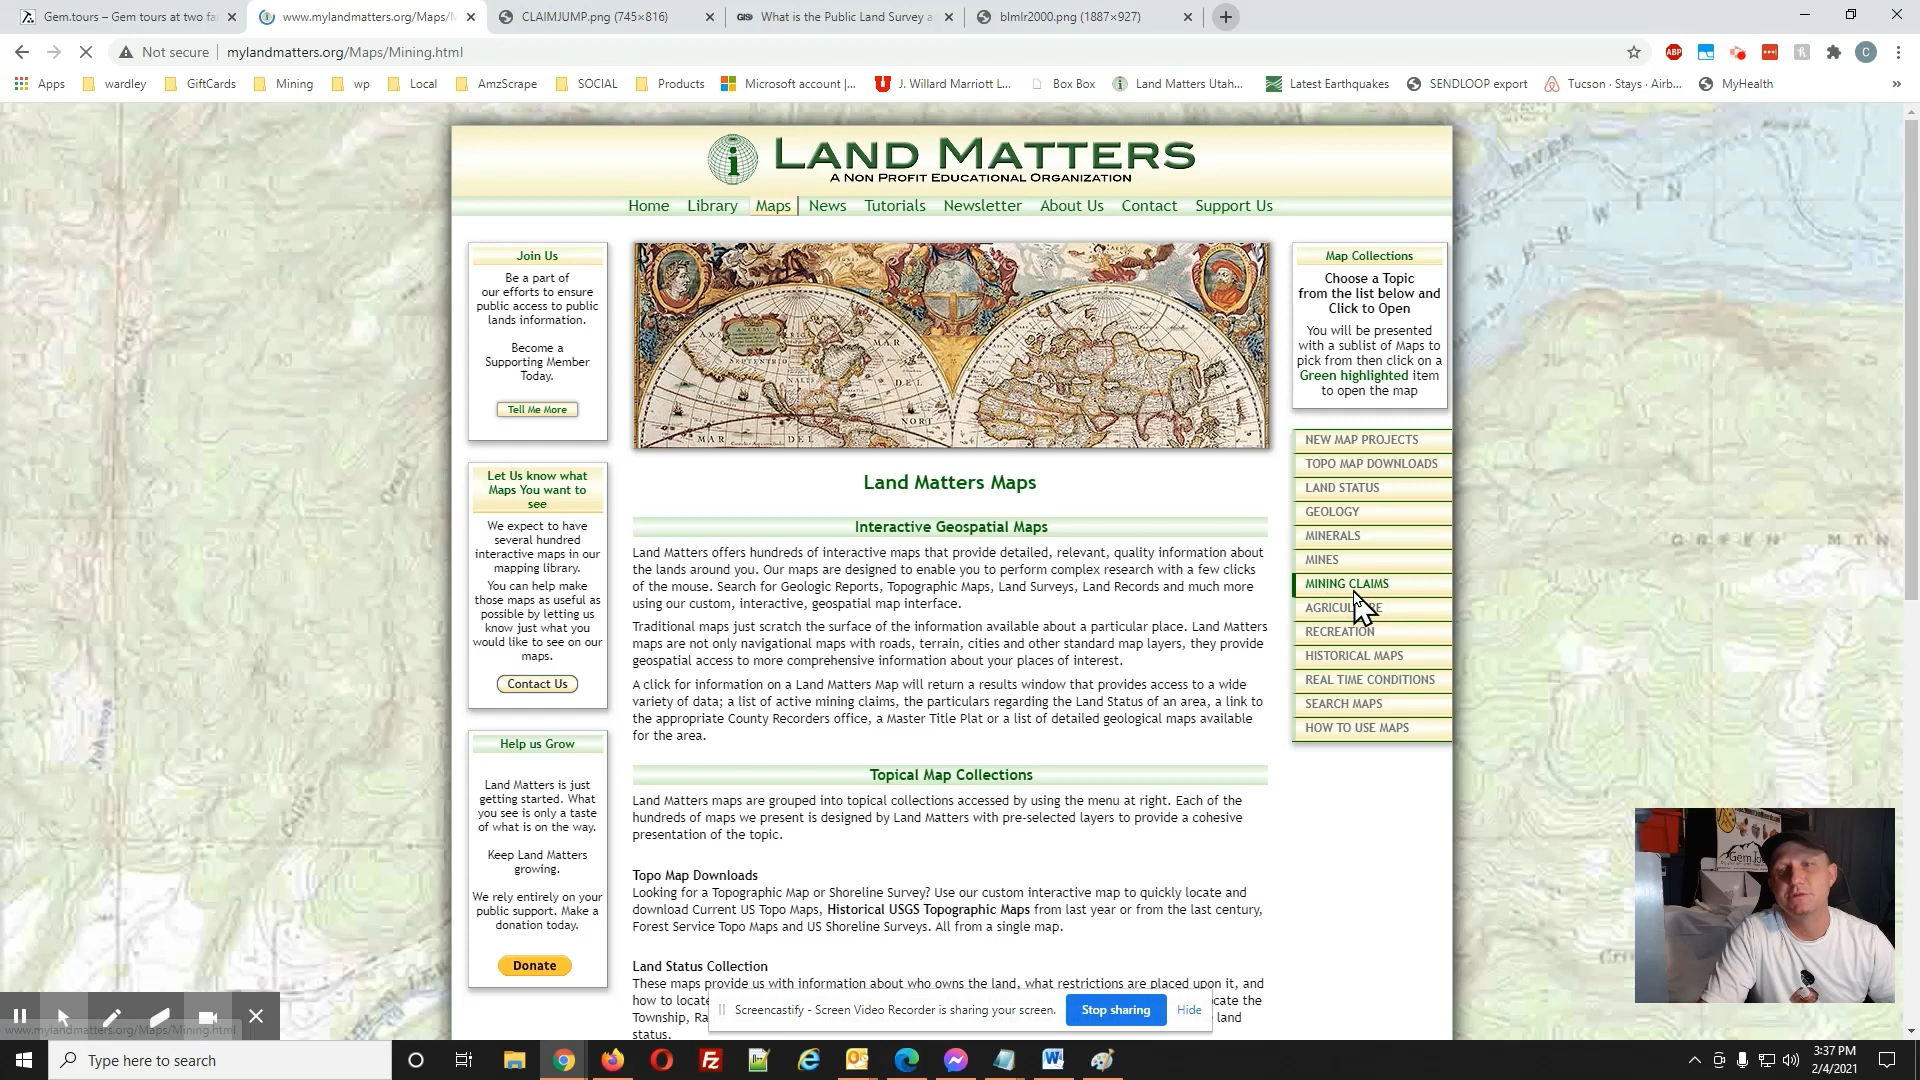 Gem.tours – Gem tours at two fa
www.mylandmatters.org/Maps/M
CLAIMJUMP.png (745×816)
GIS What is the Public Land Survey a
blmlr2000.png (1887×927)
Not secure mylandmatters.org/Maps/Mining.html
ABP
C
Apps wardley GiftCards Mining wp Local AmzScrape SOCIAL Products Microsoft account |... J. Willard Marriott L... Box Box Land Matters Utah... Latest Earthquakes SENDLOOP export Tucson · Stays · Airb... MyHealth »
LAND MATTERS
A NON PROFIT EDUCATIONAL ORGANIZATION
Home Library Maps News Tutorials Newsletter About Us Contact Support Us
Join Us
Be a part of
our efforts to ensure
public access to public
lands information.
Become a
Supporting Member
Today.
Tell Me More
Let Us know what
Maps You want to
see
We expect to have
several hundred
interactive maps in our
mapping library.
You can help make
those maps as useful as
possible by letting us
know just what you
would like to see on our
maps.
Contact Us
Help us Grow
Land Matters is just
getting started. What
you see is only a taste
of what is on the way.
Keep Land Matters
growing.
We rely entirely on your
public support. Make a
donation today.
Donate
AMERICA
SEPTENTRIO
MAR
DEL
NORT
MAR
DEL
Land Matters Maps
Interactive Geospatial Maps
Land Matters offers hundreds of interactive maps that provide detailed, relevant, quality information about
the lands around you. Our maps are designed to enable you to perform complex research with a few clicks
of the mouse. Search for Geologic Reports, Topographic Maps, Land Surveys, Land Records and much more
using our custom, interactive, geospatial map interface.
Traditional maps just scratch the surface of the information available about a particular place. Land Matters
maps are not only navigational maps with roads, terrain, cities and other standard map layers, they provide
geospatial access to more comprehensive information about your places of interest.
A click for information on a Land Matters Map will return a results window that provides access to a wide
variety of data; a list of active mining claims, the particulars regarding the Land Status of an area, a link to
the appropriate County Recorders office, a Master Title Plat or a list of detailed geological maps available
for the area.
Topical Map Collections
Land Matters maps are grouped into topical collections accessed by using the menu at right. Each of the
hundreds of maps we present is designed by Land Matters with pre-selected layers to provide a cohesive
presentation of the topic.
Topo Map Downloads
Looking for a Topographic Map or Shoreline Survey? Use our custom interactive map to quickly locate and
download Current US Topo Maps, Historical USGS Topographic Maps from last year or from the last century,
Forest Service Topo Maps and US Shoreline Surveys. All from a single map.
Land Status Collection
These maps provide us with information about who owns the land, what restrictions are placed upon it, and
how to locate
cate the
Township, Ra
land
status.
Map Collections
Choose a Topic
from the list below and
Click to Open
You will be presented
with a sublist of Maps to
pick from then click on a
Green highlighted item
to open the map
NEW MAP PROJECTS
TOPO MAP DOWNLOADS
LAND STATUS
GEOLOGY
MINERALS
MINES
MINING CLAIMS
AGRICULTURE
RECREATION
HISTORICAL MAPS
REAL TIME CONDITIONS
SEARCH MAPS
HOW TO USE MAPS
Screencastify - Screen Video Recorder is sharing your screen. Stop sharing Hide
www.mylandmatters.org/Maps/Mining.html
Type here to search
3:37 PM
2/4/2021